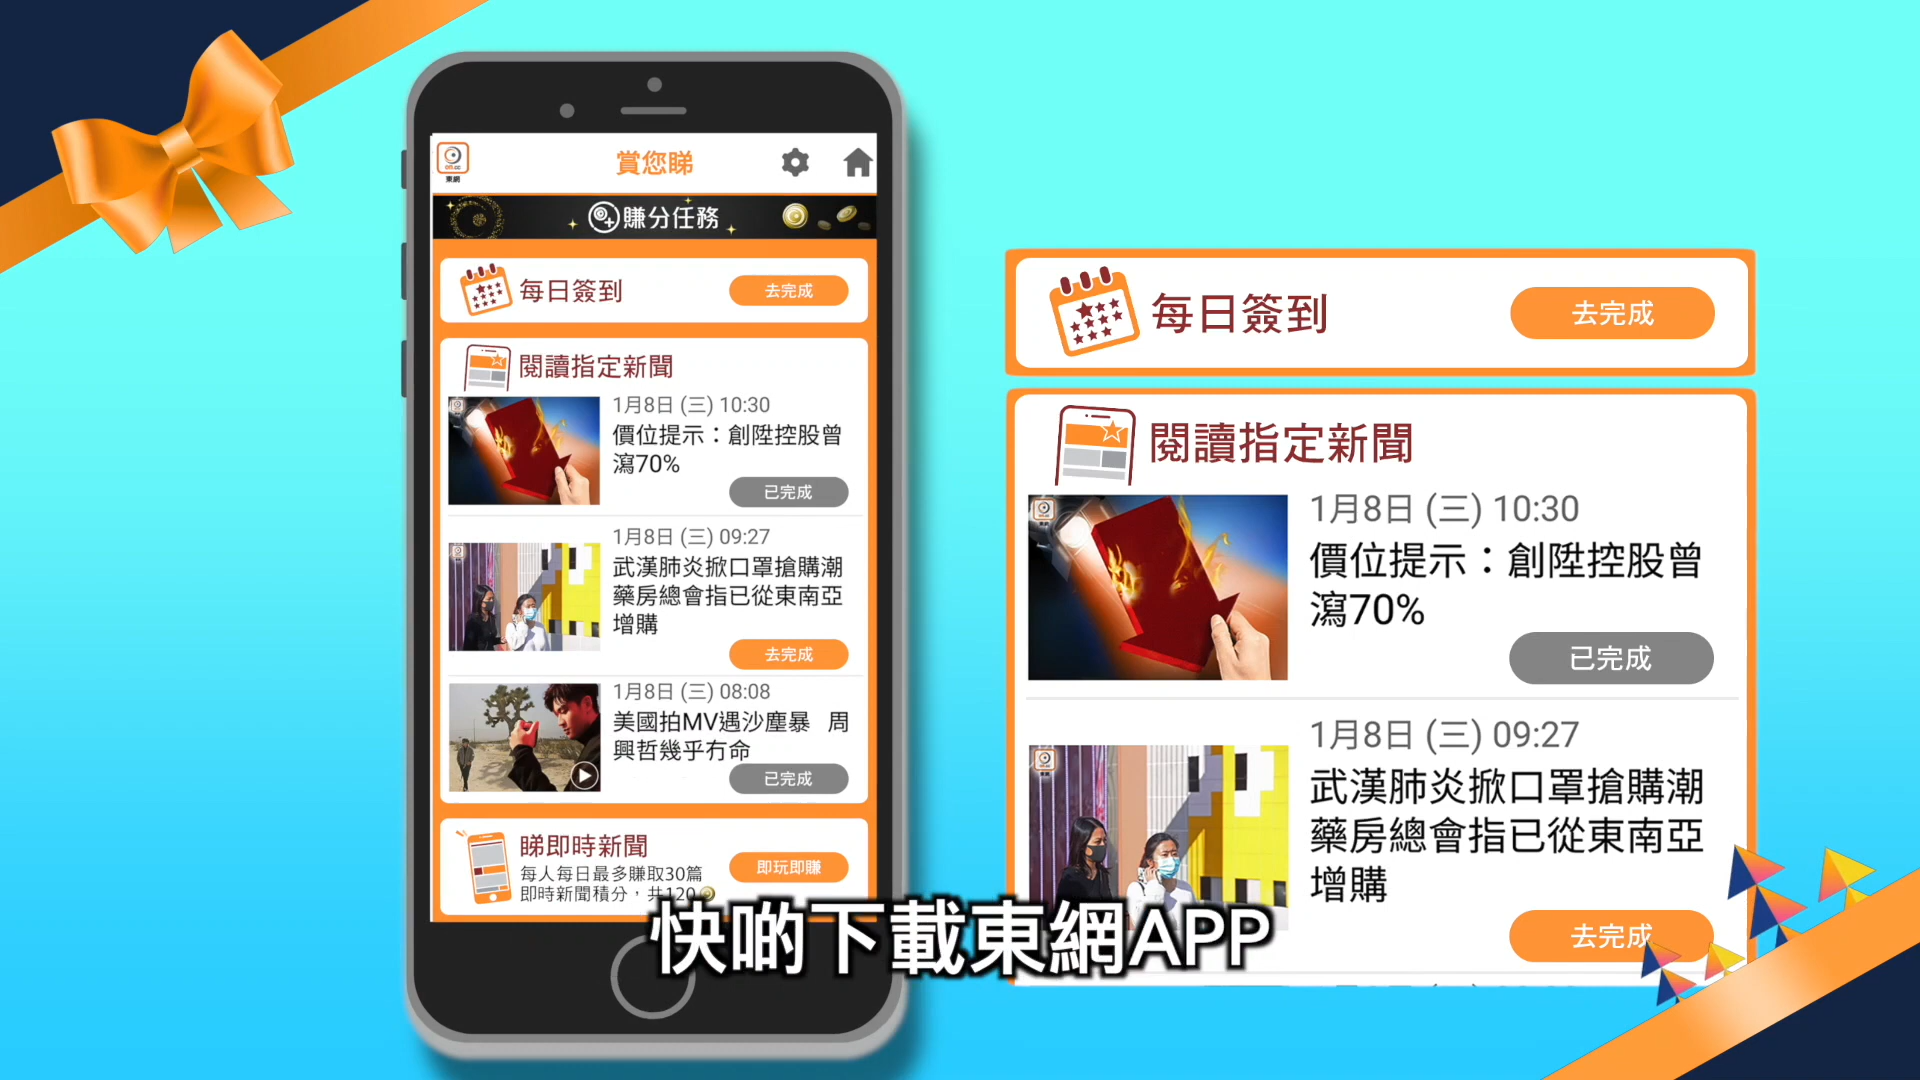 on.cc
東網
賞您睇
賺分任務
每日簽到
去完成
閱讀指定新聞
1月8日 (三) 10:30
價位提示：創陞控股曾
瀉70%
已完成
1月8日 (三) 09:27
武漢肺炎掀口罩搶購潮
藥房總會指已從東南亞
增購
去完成
1月8日 (三) 08:08
美國拍MV遇沙塵暴 周
興哲幾乎冇命
已完成
睇即時新聞
每人每日最多賺取30篇
即時新聞積分，共120
即玩即賺
每日簽到
去完成
閱讀指定新聞
1月8日 (三) 10:30
價位提示：創陞控股曾
瀉70%
已完成
1月8日 (三) 09:27
武漢肺炎掀口罩搶購潮
藥房總會指已從東南亞
增購
去完成
快啲下載東網APP